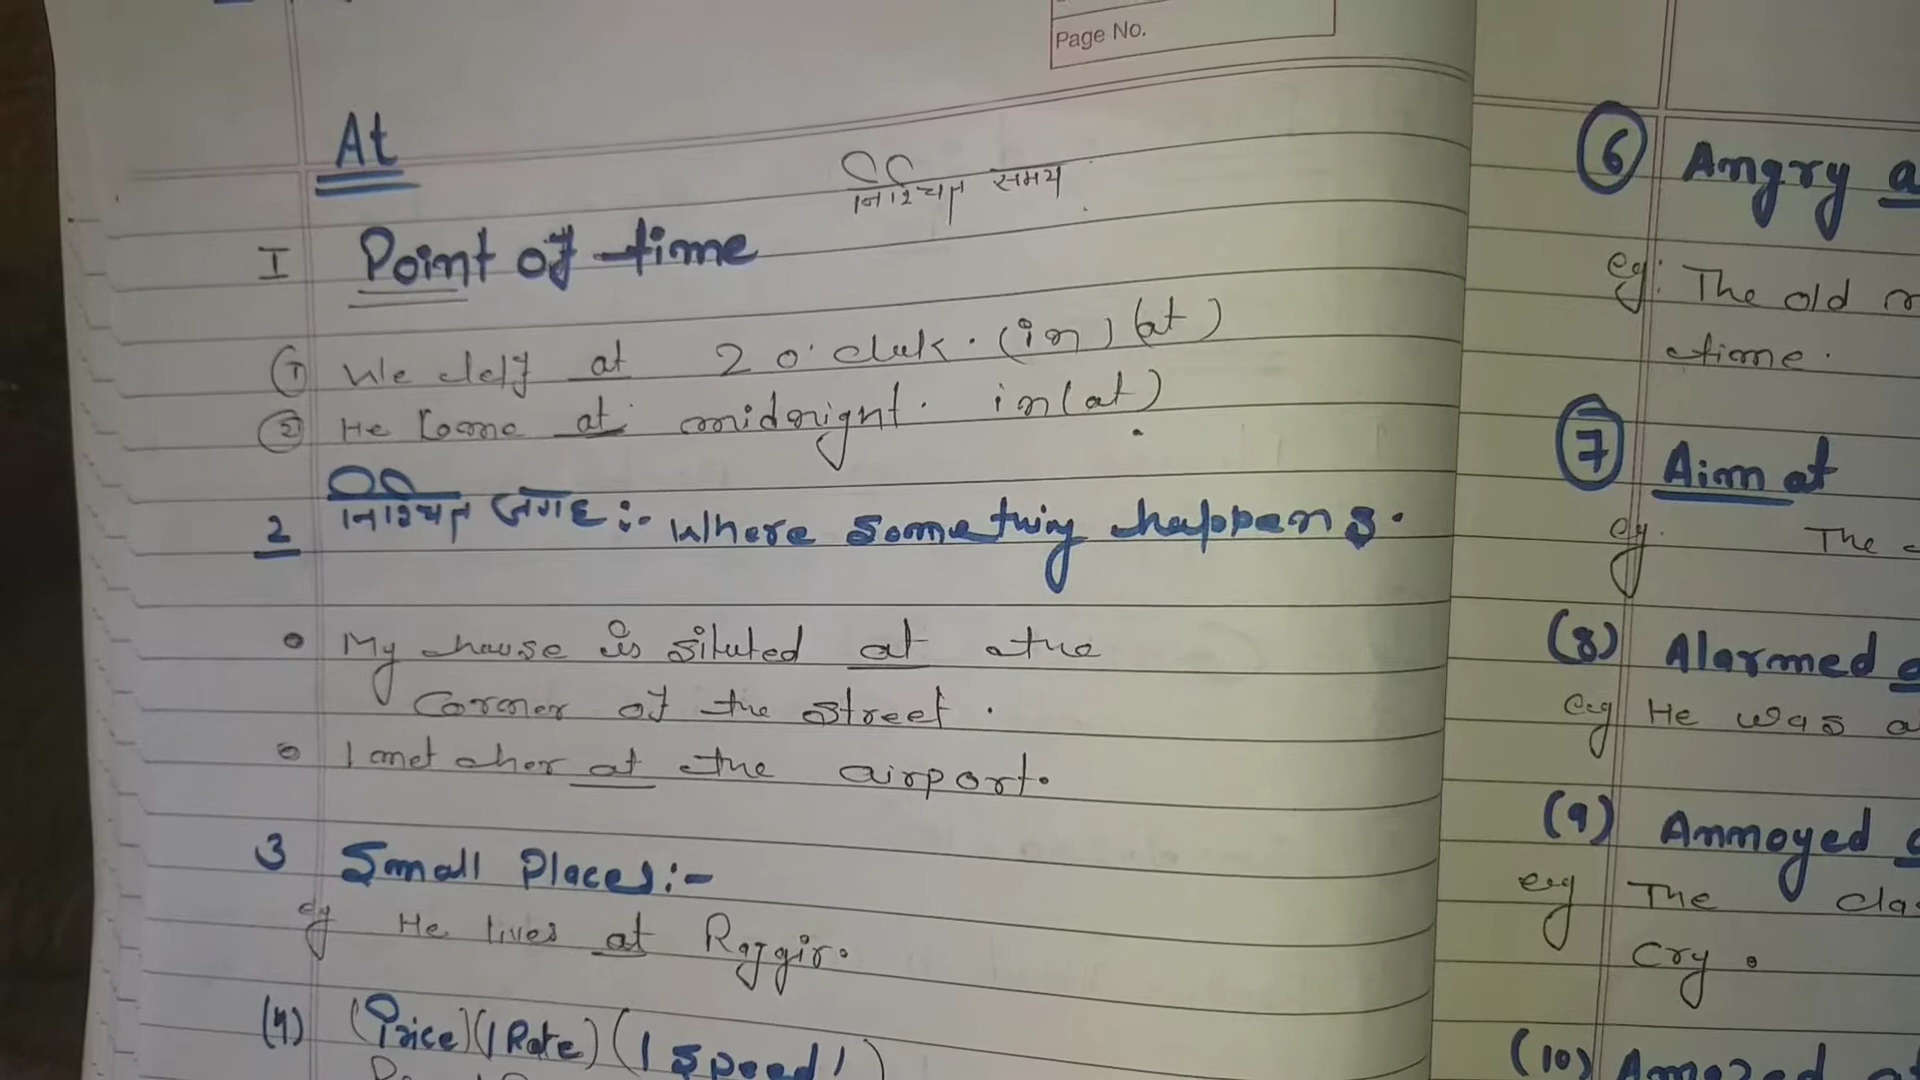 Page No.
At
निश्चित समय
I Point of time
① We left at 2 o'clock. (in) (at)
② He came at midnight. in (at)
2 निश्चित जगह :- Where something happens.
My house is situted at the
Corner of the street.
I met her at the airport.
3 Small Places :-
eg He lives at Rajgir.
(4) (Price) (Rate) (Speed)
⑥ Angry
eg: The old
time.
⑦ Aim at
eg. The
(8) Alarmed
eg He was
(9) Annoyed
eg The
Cry.
(10) Amazed